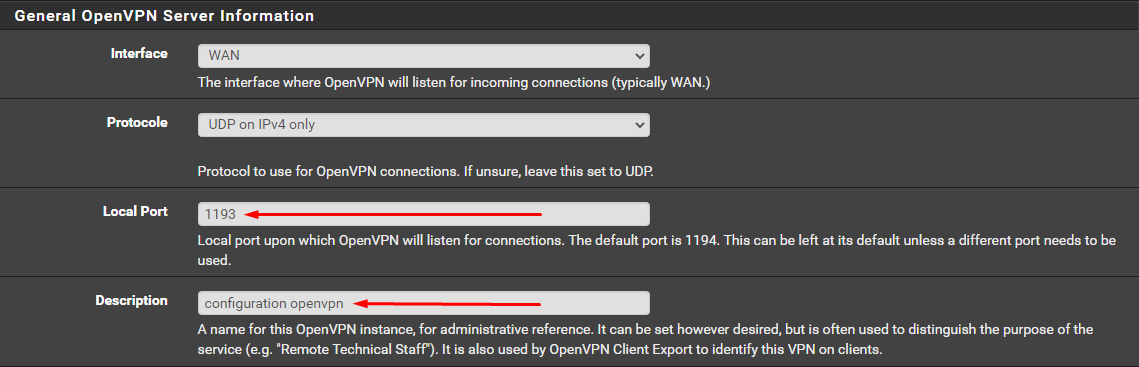 General OpenVPN Server Information
Interface
WAN
The interface where OpenVPN will listen for incoming connections (typically WAN.)
Protocole
UDP on IPv4 only
Protocol to use for OpenVPN connections. If unsure, leave this set to UDP.
Local Port
1193
Local port upon which OpenVPN will listen for connections. The default port is 1194. This can be left at its default unless a different port needs to be
used.
Description
configuration openvpn
A name for this OpenVPN instance, for administrative reference. It can be set however desired, but is often used to distinguish the purpose of the
service (e.g. "Remote Technical Staff"). It is also used by OpenVPN Client Export to identify this VPN on clients.